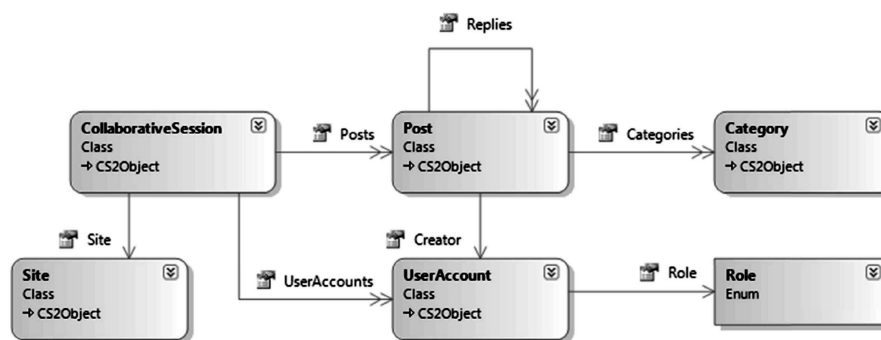 Replies
CollaborativeSession
Class
CS2Object
Posts
Post
Class
CS2Object
Categories
Category
Class
CS2Object
Site
Creator
Site
Class
CS2Object
UserAccounts
UserAccount
Class
CS2Object
Role
Role
Enum